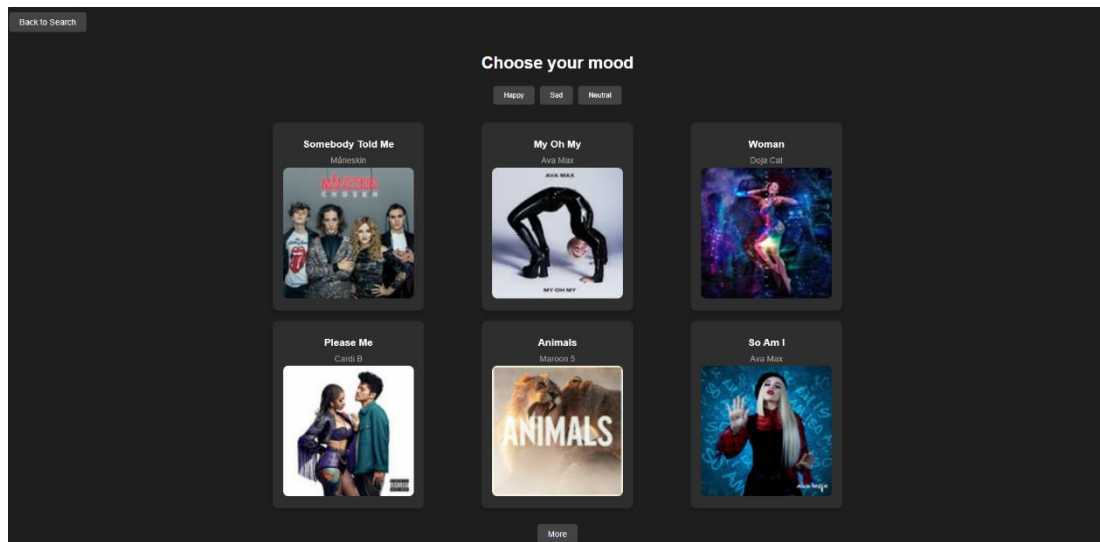 Back to Search
Choose your mood
Happy Sad Neutral
Somebody Told Me
Måneskin
CHOSEN
My Oh My
Ava Max
AVA MAX
MY OH MY
Woman
Doja Cat
Please Me
Cardi B
Animals
Maroon 5
ANIMALS
So Am I
Ava Max
More